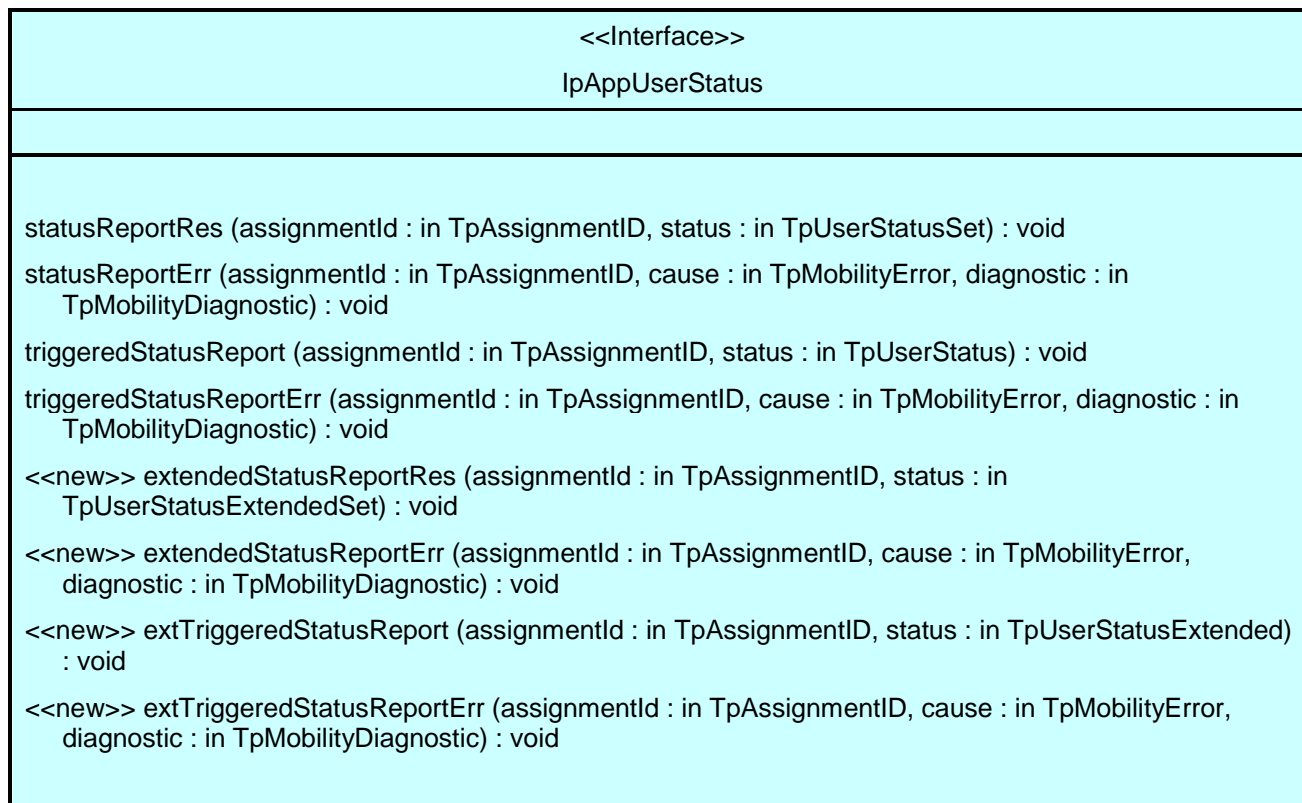 <<Interface>>
IpAppUserStatus
statusReportRes (assignmentId : in TpAssignmentID, status : in TpUserStatusSet) : void
statusReportErr (assignmentId : in TpAssignmentID, cause : in TpMobilityError, diagnostic : in
TpMobilityDiagnostic) : void
triggeredStatusReport (assignmentId : in TpAssignmentID, status : in TpUserStatus) : void
triggeredStatusReportErr (assignmentId : in TpAssignmentID, cause : in TpMobilityError, diagnostic : in
TpMobilityDiagnostic) : void
<<new>> extendedStatusReportRes (assignmentId : in TpAssignmentID, status : in
TpUserStatusExtendedSet) : void
<<new>> extendedStatusReportErr (assignmentId : in TpAssignmentID, cause : in TpMobilityError,
diagnostic : in TpMobilityDiagnostic) : void
<<new>> extTriggeredStatusReport (assignmentId : in TpAssignmentID, status : in TpUserStatusExtended)
: void
<<new>> extTriggeredStatusReportErr (assignmentId : in TpAssignmentID, cause : in TpMobilityError,
diagnostic : in TpMobilityDiagnostic) : void